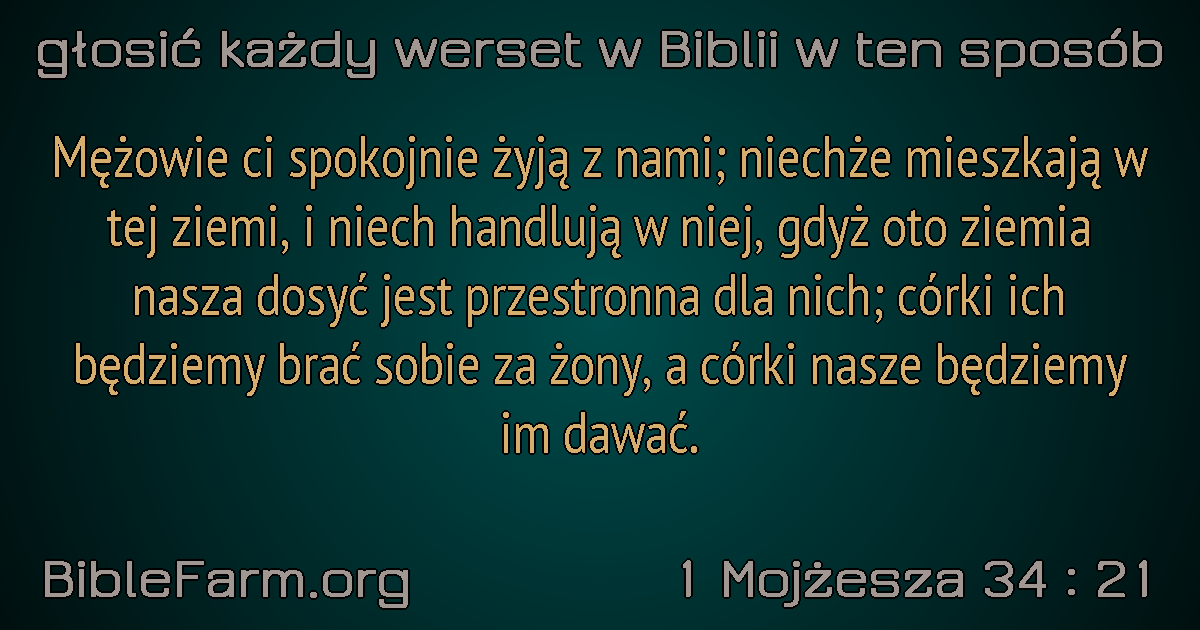 głosić każdy werset w Biblii w ten sposób
Mężowie ci spokojnie żyją z nami; niechże mieszkają w
tej ziemi, i niech handlują w niej, gdyż oto ziemia
nasza dosyć jest przestronna dla nich; córki ich
będziemy brać sobie za żony, a córki nasze będziemy
im dawać.
BibleFarm.org
1 Mojżesza 34 : 21